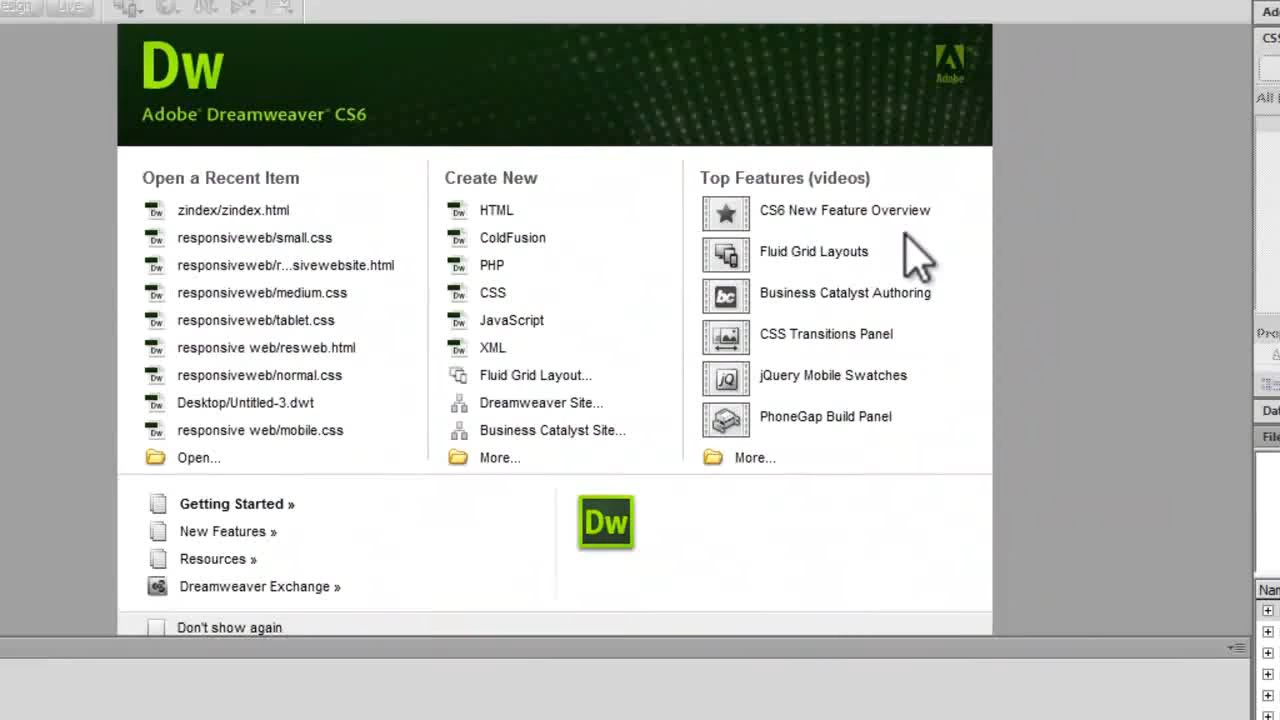 Live
Dw
Adobe
Adobe® Dreamweaver® CS6
Open a Recent Item
zindex/zindex.html
responsiveweb/small.css
responsiveweb/r...sivewebsite.html
responsiveweb/medium.css
responsiveweb/tablet.css
responsive web/resweb.html
responsiveweb/normal.css
Desktop/Untitled-3.dwt
responsive web/mobile.css
Open...
Create New
HTML
ColdFusion
PHP
CSS
JavaScript
XML
Fluid Grid Layout...
Dreamweaver Site...
Business Catalyst Site...
More...
Top Features (videos)
CS6 New Feature Overview
Fluid Grid Layouts
bc Business Catalyst Authoring
CSS Transitions Panel
jQ jQuery Mobile Swatches
PhoneGap Build Panel
More...
Getting Started »
New Features »
Resources »
Dreamweaver Exchange »
Dw
Don't show again
All